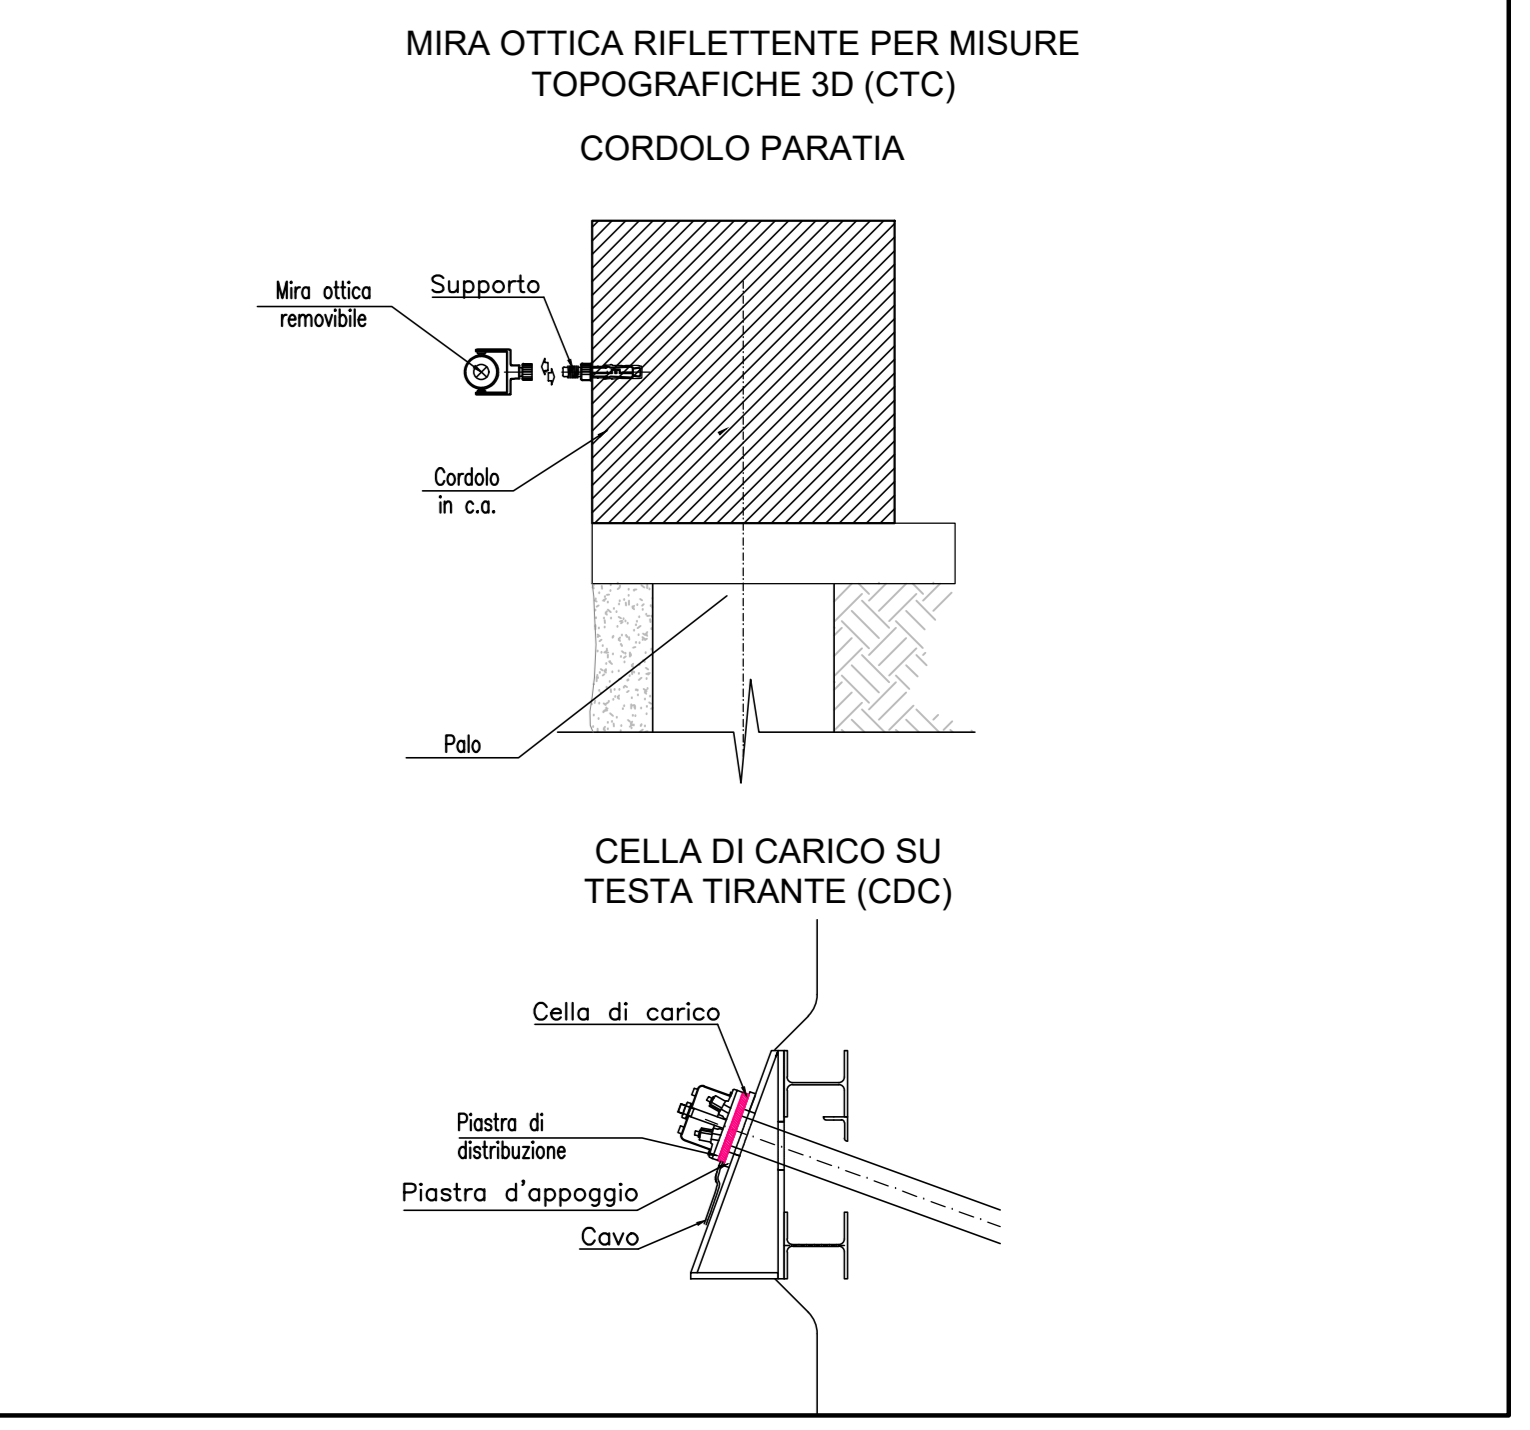 MIRA OTTICA RIFLETTENTE PER MISURE
TOPOGRAFICHE 3D (CTC)
CORDOLO PARATIA
Mira ottica
removibile
Supporto
Cordolo
in c.a.
Palo
CELLA DI CARICO SU
TESTA TIRANTE (CDC)
Cella di carico
Piastra di
distribuzione
Piastra d'appoggio
Cavo